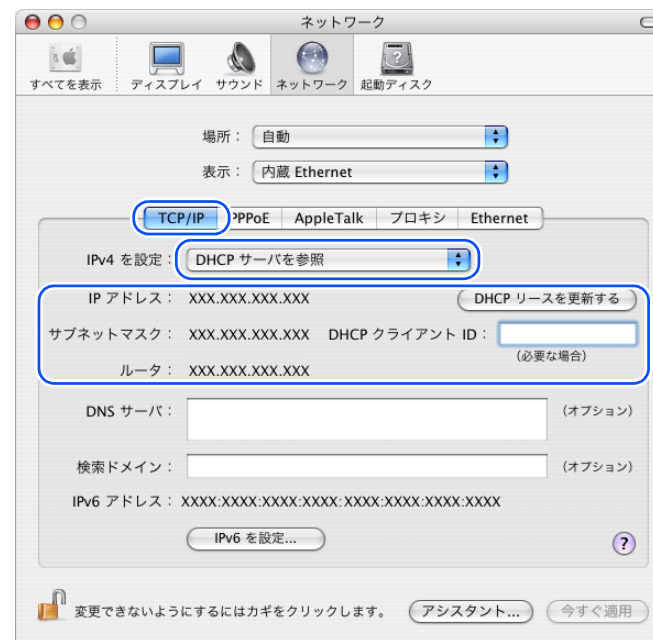 ネットワーク
すべてを表示 ディスプレイ サウンド ネットワーク 起動ディスク
場所： 自動
表示： 内蔵 Ethernet
TCP/IP PPPoE AppleTalk プロキシ Ethernet
IPv4 を設定： DHCP サーバを参照
IP アドレス： XXX.XXX.XXX.XXX DHCP リースを更新する
サブネットマスク： XXX.XXX.XXX.XXX DHCP クライアント ID：
（必要な場合）
ルータ： XXX.XXX.XXX.XXX
DNS サーバ： （オプション）
検索ドメイン： （オプション）
IPv6 アドレス： XXXX:XXXX:XXXX:XXXX:XXXX:XXXX:XXXX:XXXX
IPv6 を設定... ?
変更できないようにするにはカギをクリックします。 アシスタント... 今すぐ適用